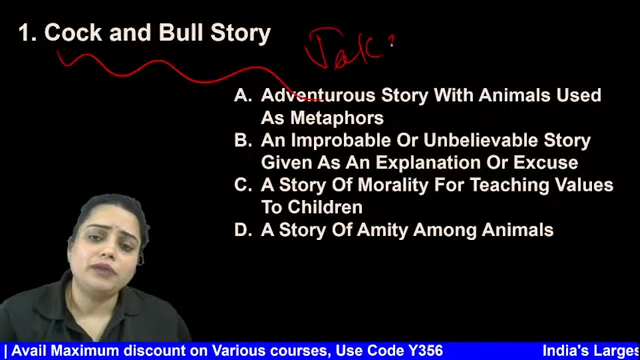 1. Cock and Bull Story
A. Adventurous Story With Animals Used
As Metaphors
B. An Improbable Or Unbelievable Story
Given As An Explanation Or Excuse
C. A Story Of Morality For Teaching Values
To Children
D. A Story Of Amity Among Animals
| Avail Maximum discount on Various courses, Use Code Y356
India's Larges